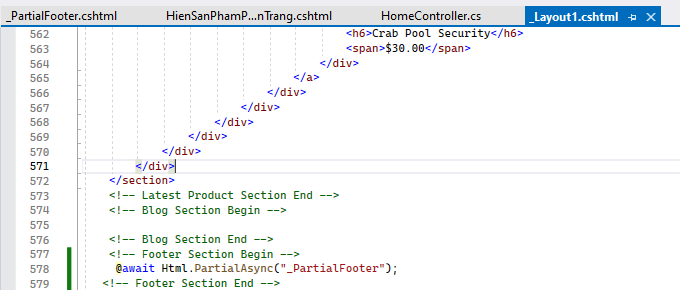 _PartialFooter.cshtml HienSanPhamP...nTrang.cshtml HomeController.cs _Layout1.cshtml
562 <h6>Crab Pool Security</h6>
563 <span>$30.00</span>
564 </div>
565 </a>
566 </div>
567 </div>
568 </div>
569 </div>
570 </div>
571 </div>
572 </section>
573 <!-- Latest Product Section End -->
574 <!-- Blog Section Begin -->
575
576 <!-- Blog Section End -->
577 <!-- Footer Section Begin -->
578 @await Html.PartialAsync("_PartialFooter");
579 <!-- Footer Section End -->